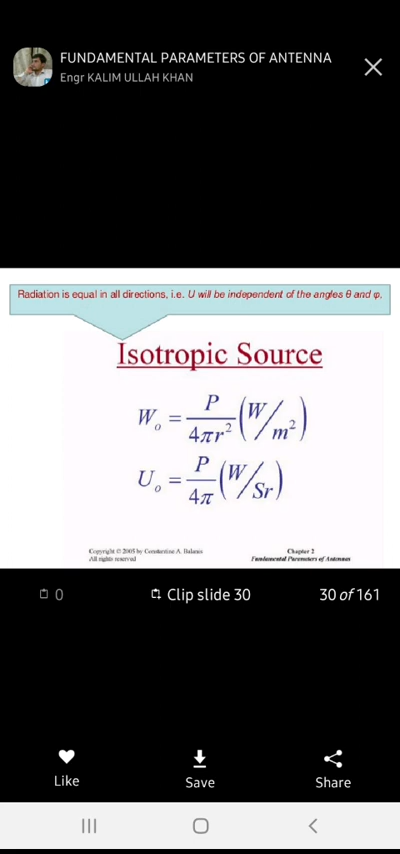 FUNDAMENTAL PARAMETERS OF ANTENNA
Engr KALIM ULLAH KHAN
Radiation is equal in all directions, i.e. U will be independent of the angles θ and φ.
Isotropic Source
W₀ = P / 4πr² (W/m²)
U₀ = P / 4π (W/Sr)
Copyright © 2005 by Constantine A. Balanis
All rights reserved
Chapter 2
Fundamental Parameters of Antennas
0
Clip slide 30
30 of 161
Like
Save
Share